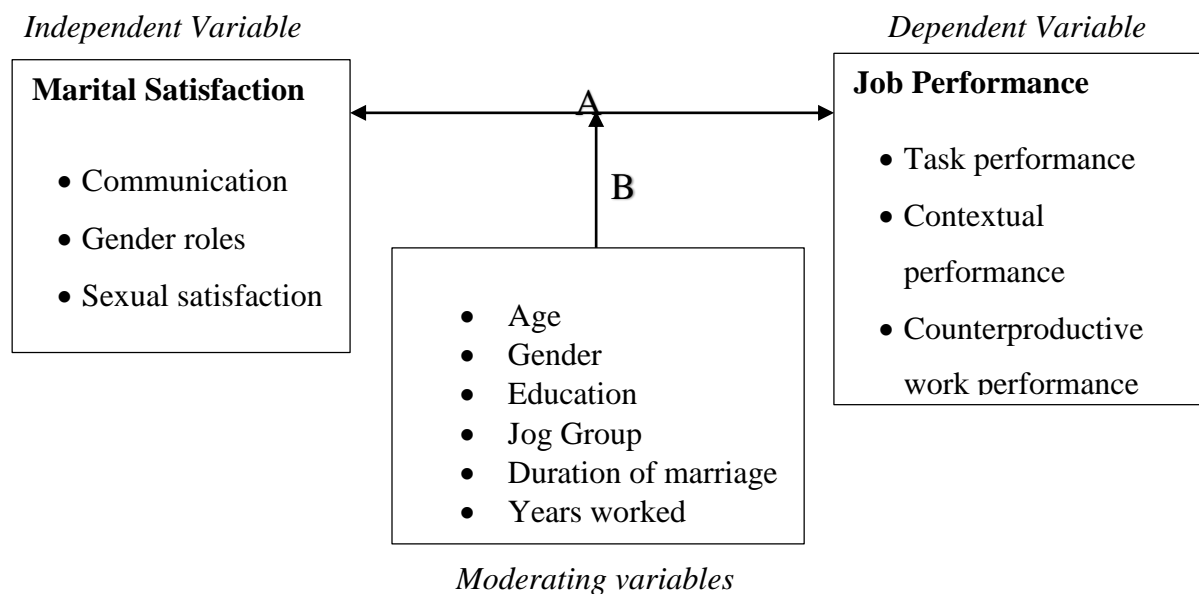 Independent Variable
Marital Satisfaction
• Communication
• Gender roles
• Sexual satisfaction
A
B
Dependent Variable
Job Performance
• Task performance
• Contextual
performance
• Counterproductive
work performance
• Age
• Gender
• Education
• Jog Group
• Duration of marriage
• Years worked
Moderating variables